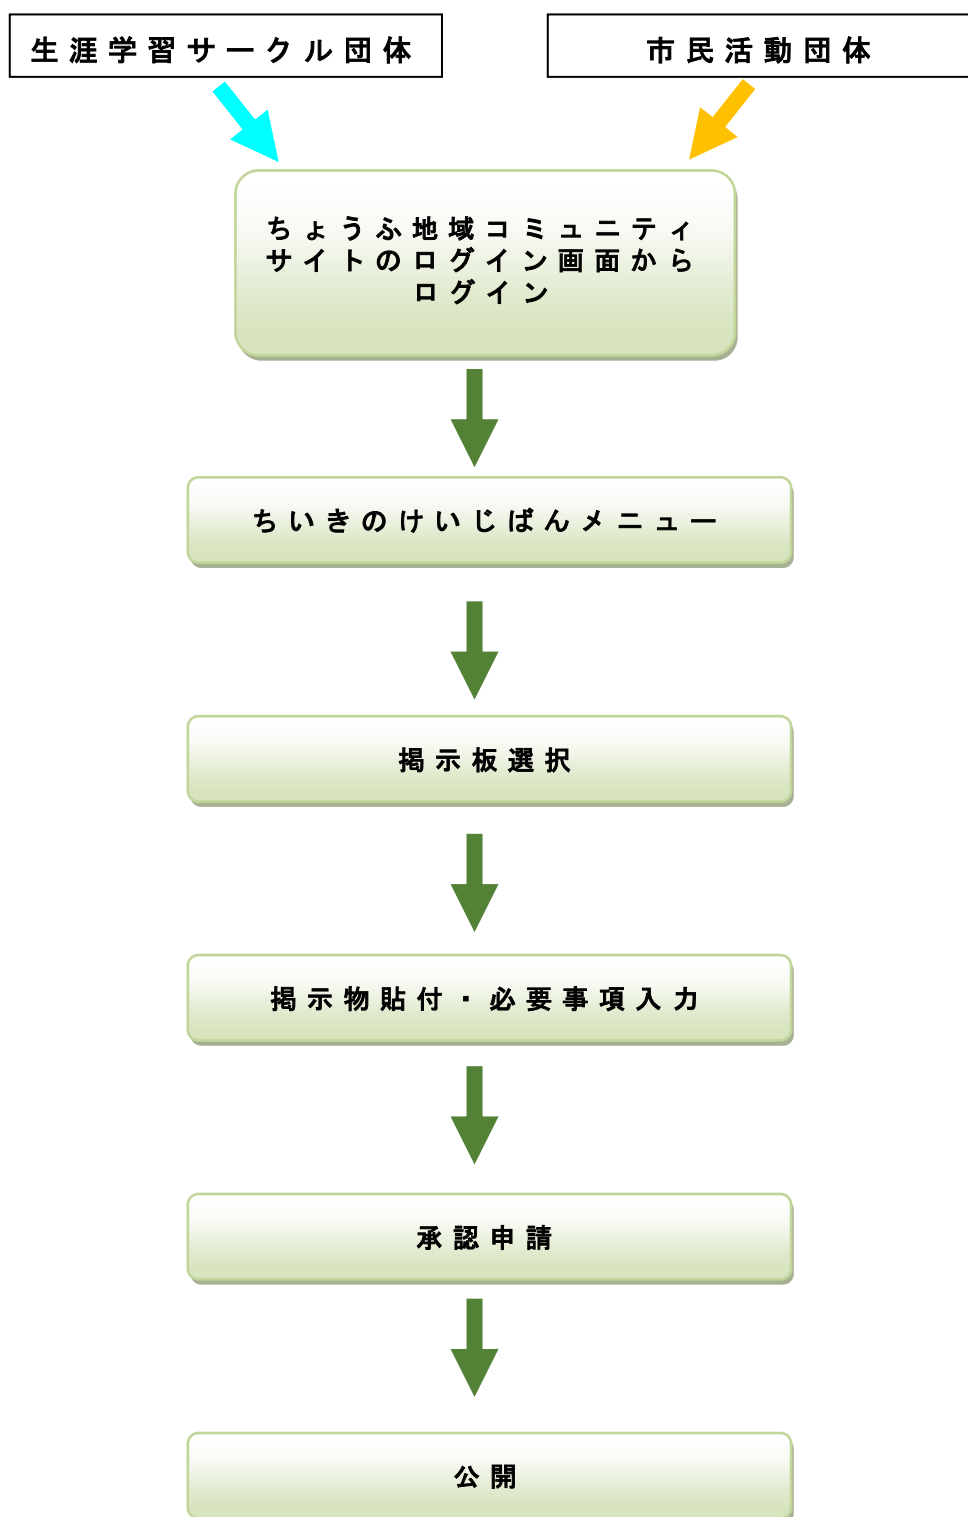 生涯学習サークル団体
市民活動団体
ちょうふ地域コミュニティ
サイトのログイン画面から
ログイン
ちいきのけいじばんメニュー
掲示板選択
掲示物貼付・必要事項入力
承認申請
公開